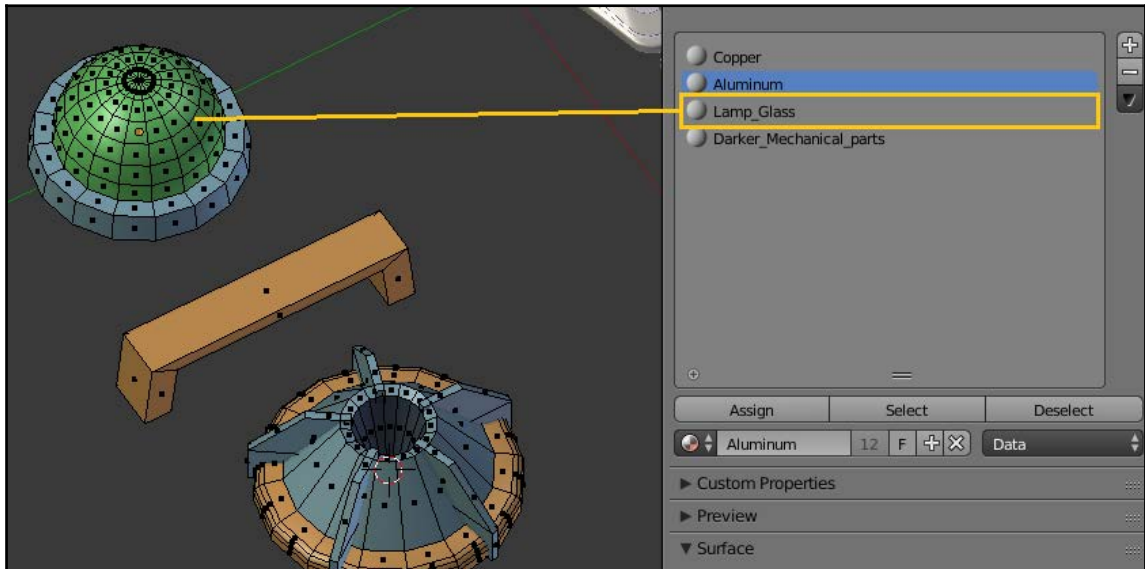 Copper
Aluminum
Lamp_Glass
Darker_Mechanical_parts
Assign Select Deselect
Aluminum 12 F Data
Custom Properties
Preview
Surface